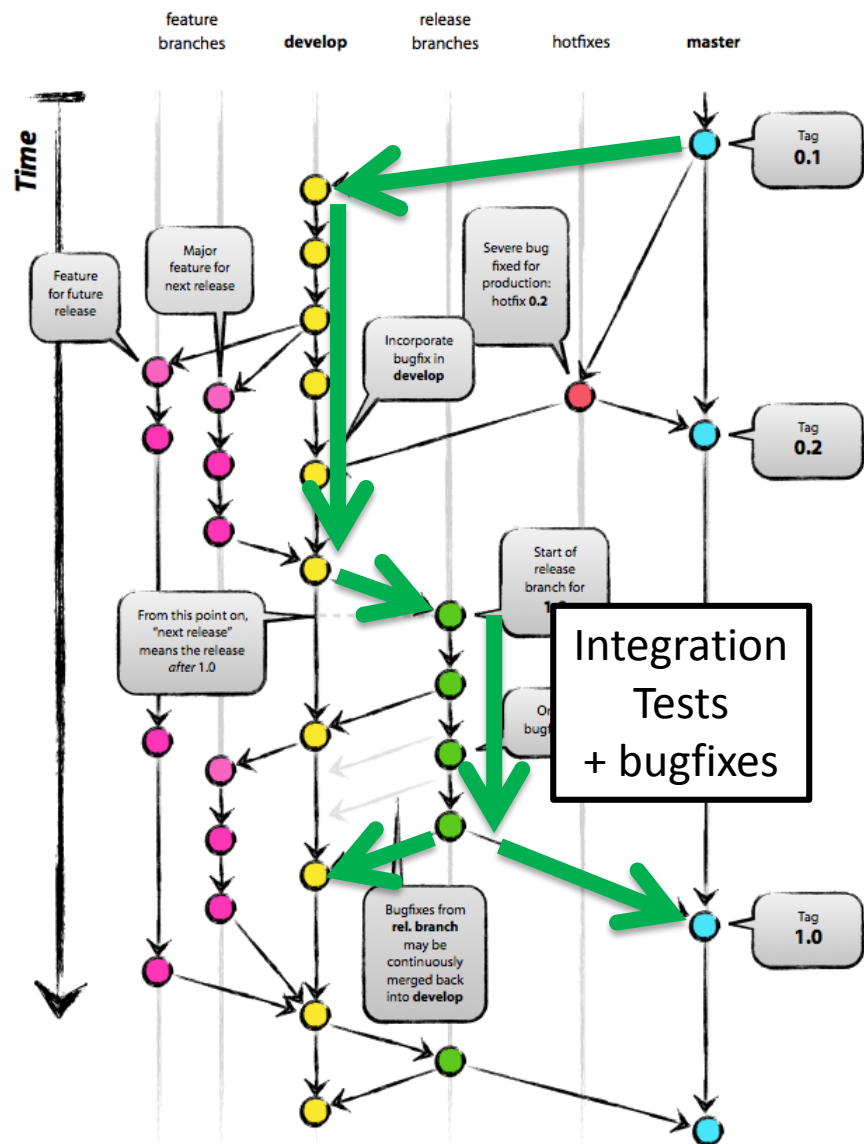 feature
branches
develop
release
branches
hotfixes
master
Time
Tag
0.1
Major
feature for
next release
Feature
for future
release
Severe bug
fixed for
production:
hotfix 0.2
Incorporate
bugfix in
develop
Tag
0.2
Start of
release
branch for
From this point on,
“next release”
means the release
after 1.0
Integration
Tests
+ bugfixes
Bugfixes from
rel. branch
may be
continuously
merged back
into develop
Tag
1.0